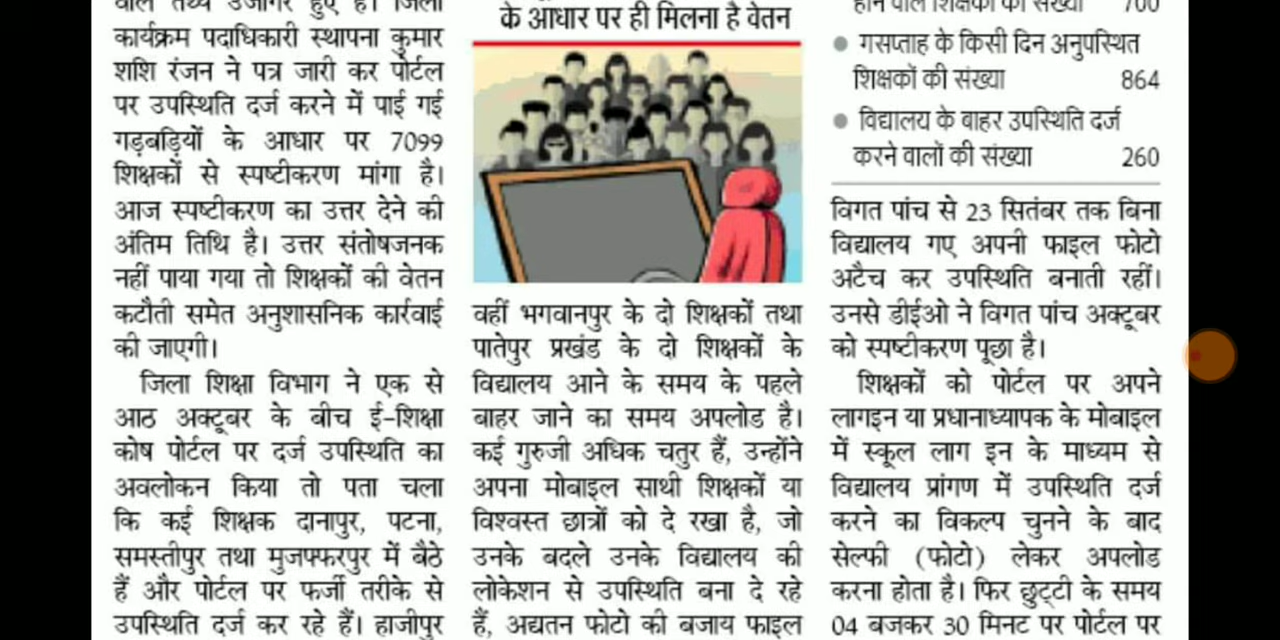 वाले तथ्य उजागर हुए हैं। जिला
कार्यक्रम पदाधिकारी स्थापना कुमार
शशि रंजन ने पत्र जारी कर पोर्टल
पर उपस्थिति दर्ज करने में पाई गई
गड़बड़ियों के आधार पर 7099
शिक्षकों से स्पष्टीकरण मांगा है।
आज स्पष्टीकरण का उत्तर देने की
अंतिम तिथि है। उत्तर संतोषजनक
नहीं पाया गया तो शिक्षकों की वेतन
कटौती समेत अनुशासनिक कार्रवाई
की जाएगी।
जिला शिक्षा विभाग ने एक से
आठ अक्टूबर के बीच ई-शिक्षा
कोष पोर्टल पर दर्ज उपस्थिति का
अवलोकन किया तो पता चला
कि कई शिक्षक दानापुर, पटना,
समस्तीपुर तथा मुजफ्फरपुर में बैठे
हैं और पोर्टल पर फर्जी तरीके से
उपस्थिति दर्ज कर रहे हैं। हाजीपुर
के आधार पर ही मिलना है वेतन
वहीं भगवानपुर के दो शिक्षकों तथा
पातेपुर प्रखंड के दो शिक्षकों के
विद्यालय आने के समय के पहले
बाहर जाने का समय अपलोड है।
कई गुरुजी अधिक चतुर हैं, उन्होंने
अपना मोबाइल साथी शिक्षकों या
विश्वस्त छात्रों को दे रखा है, जो
उनके बदले उनके विद्यालय की
लोकेशन से उपस्थिति बना दे रहे
हैं, अद्यतन फोटो की बजाय फाइल
होने वाले शिक्षकों की संख्या 700
गसप्ताह के किसी दिन अनुपस्थित
शिक्षकों की संख्या 864
विद्यालय के बाहर उपस्थिति दर्ज
करने वालों की संख्या 260
विगत पांच से 23 सितंबर तक बिना
विद्यालय गए अपनी फाइल फोटो
अटैच कर उपस्थिति बनाती रहीं।
उनसे डीईओ ने विगत पांच अक्टूबर
को स्पष्टीकरण पूछा है।
शिक्षकों को पोर्टल पर अपने
लागइन या प्रधानाध्यापक के मोबाइल
में स्कूल लाग इन के माध्यम से
विद्यालय प्रांगण में उपस्थिति दर्ज
करने का विकल्प चुनने के बाद
सेल्फी (फोटो) लेकर अपलोड
करना होता है। फिर छुट्टी के समय
04 बजकर 30 मिनट पर पोर्टल पर